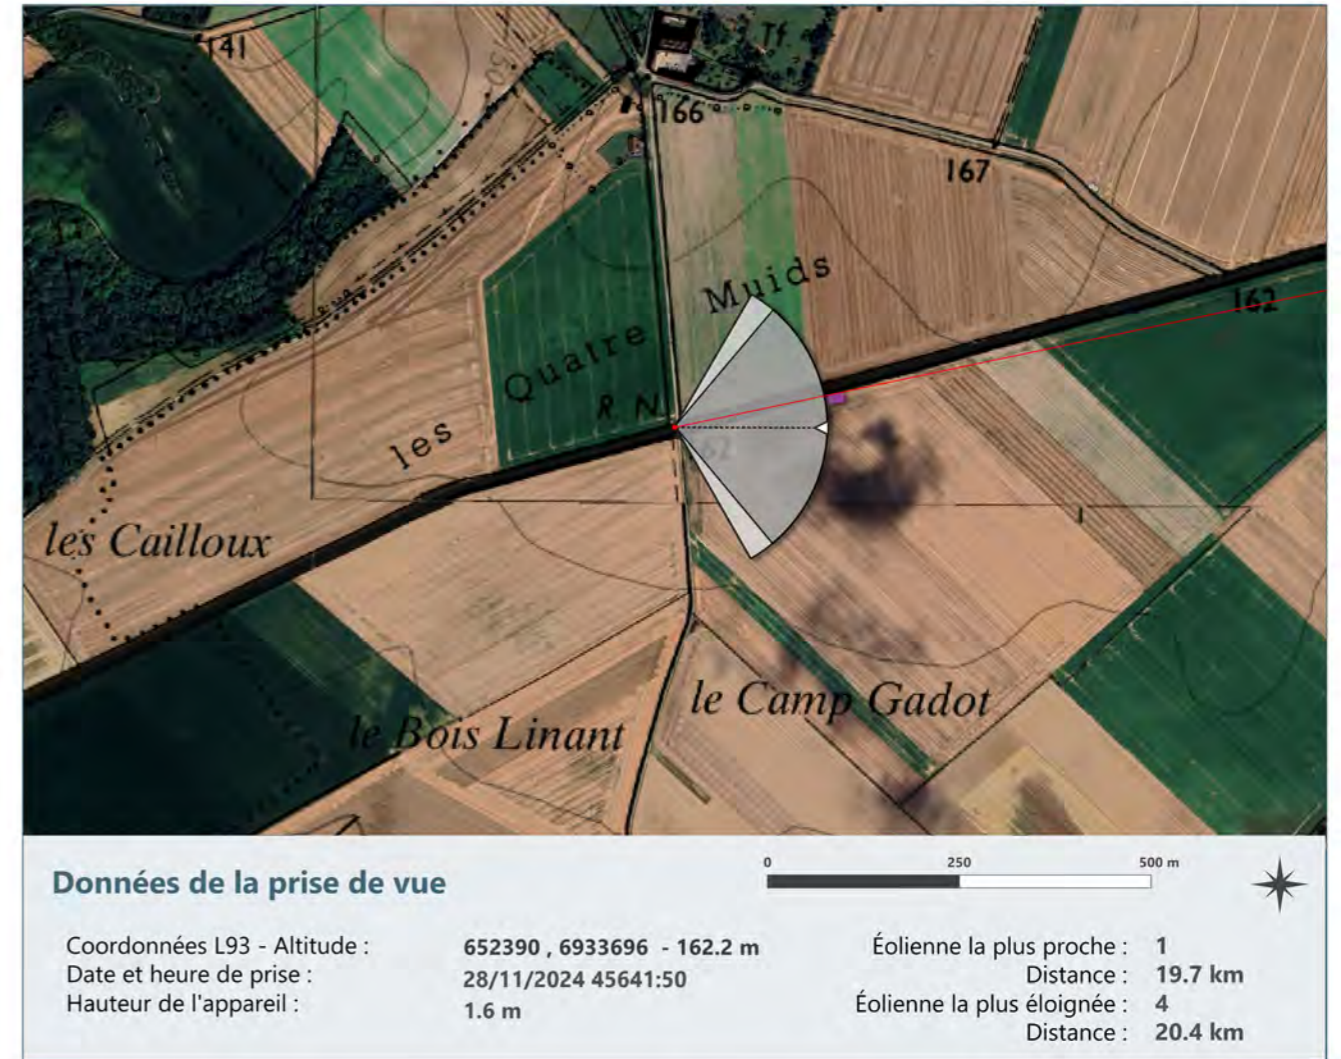 141
50
Tf
166
167
Muids
162
Quatre
R. N
les
62
les Cailloux
le Camp Gadot
le Bois Linant
Données de la prise de vue
0 250 500 m
Coordonnées L93 - Altitude : 652390 , 6933696 - 162.2 m
Date et heure de prise : 28/11/2024 45641:50
Hauteur de l'appareil : 1.6 m
Éolienne la plus proche : 1
Distance : 19.7 km
Éolienne la plus éloignée : 4
Distance : 20.4 km